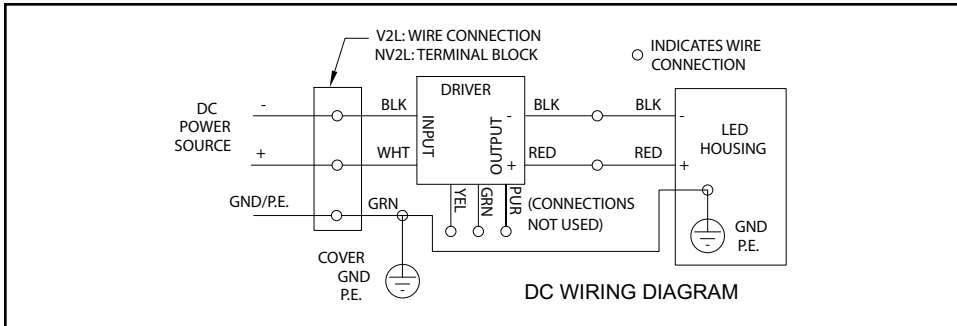 V2L: WIRE CONNECTION
NV2L: TERMINAL BLOCK
INDICATES WIRE
CONNECTION
DC
POWER
SOURCE
-
+
GND/P.E.
BLK
WHT
GRN
DRIVER
INPUT
OUTPUT
-
+
BLK
BLK
RED
RED
-
+
LED
HOUSING
YEL
GRN
PUR
(CONNECTIONS
NOT USED)
COVER
GND
P.E.
GND
P.E.
DC WIRING DIAGRAM